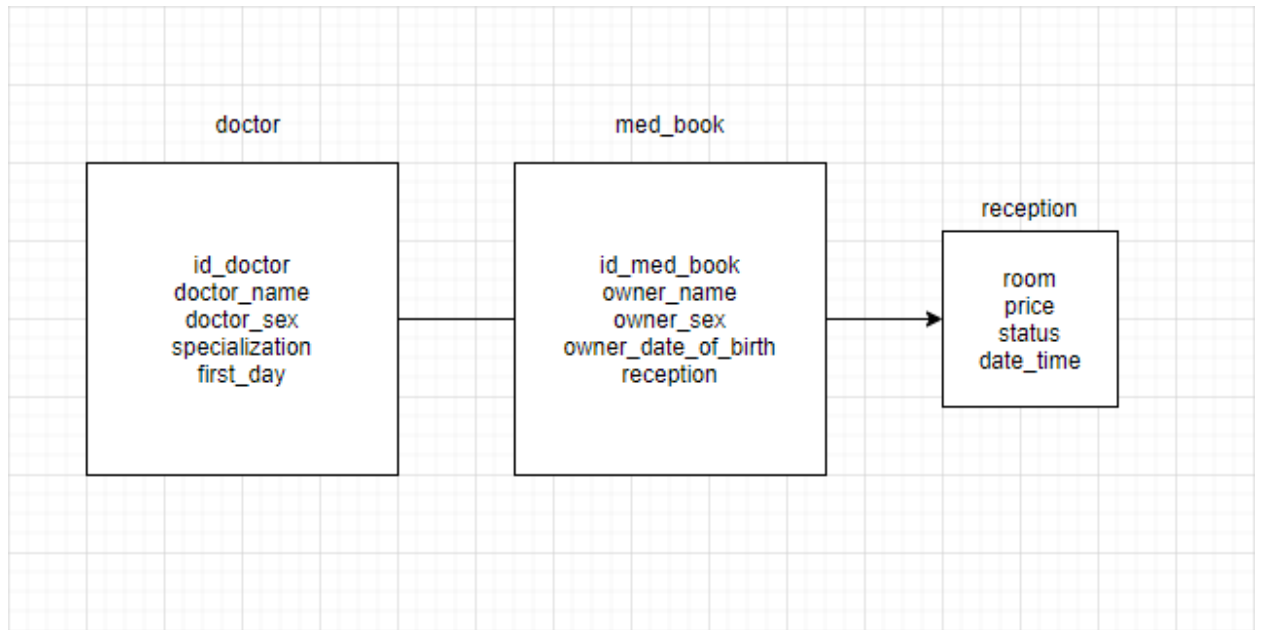 doctor
id_doctor
doctor_name
doctor_sex
specialization
first_day
med_book
id_med_book
owner_name
owner_sex
owner_date_of_birth
reception
reception
room
price
status
date_time